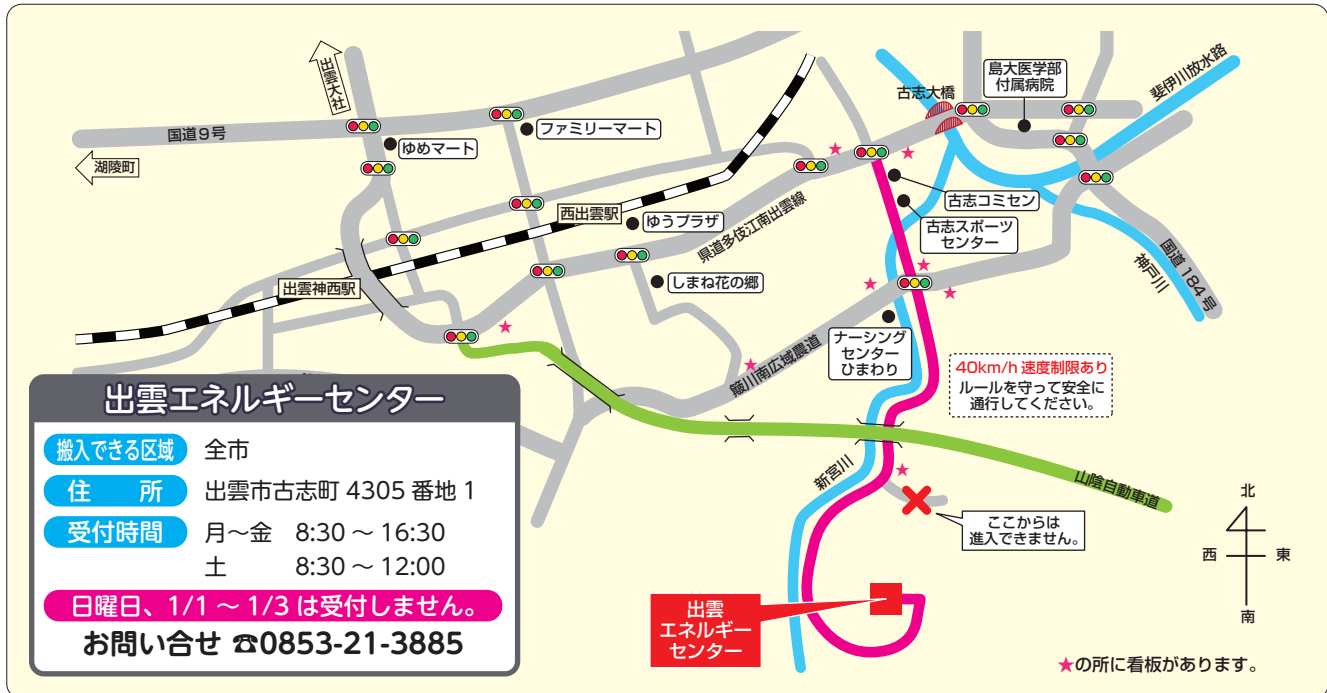 出雲大社
国道9号
湖陵町
ゆめマート
ファミリーマート
西出雲駅
ゆうプラザ
出雲神西駅
しまね花の郷
県道多伎江南出雲線
古志大橋
島大医学部
付属病院
斐伊川放水路
古志コミセン
古志スポーツ
センター
国道184号
神戸川
ナーシング
センター
ひまわり
簸川南広域農道
40km/h 速度制限あり
ルールを守って安全に
通行してください。
新宮川
山陰自動車道
ここからは
進入できません。
出雲
エネルギー
センター
北
西 東
南
★の所に看板があります。
出雲エネルギーセンター
搬入できる区域 全市
住 所 出雲市古志町 4305 番地 1
受付時間 月～金 8:30 ～ 16:30
土 8:30 ～ 12:00
日曜日、1/1 ～ 1/3 は受付しません。
お問い合せ ☎0853-21-3885